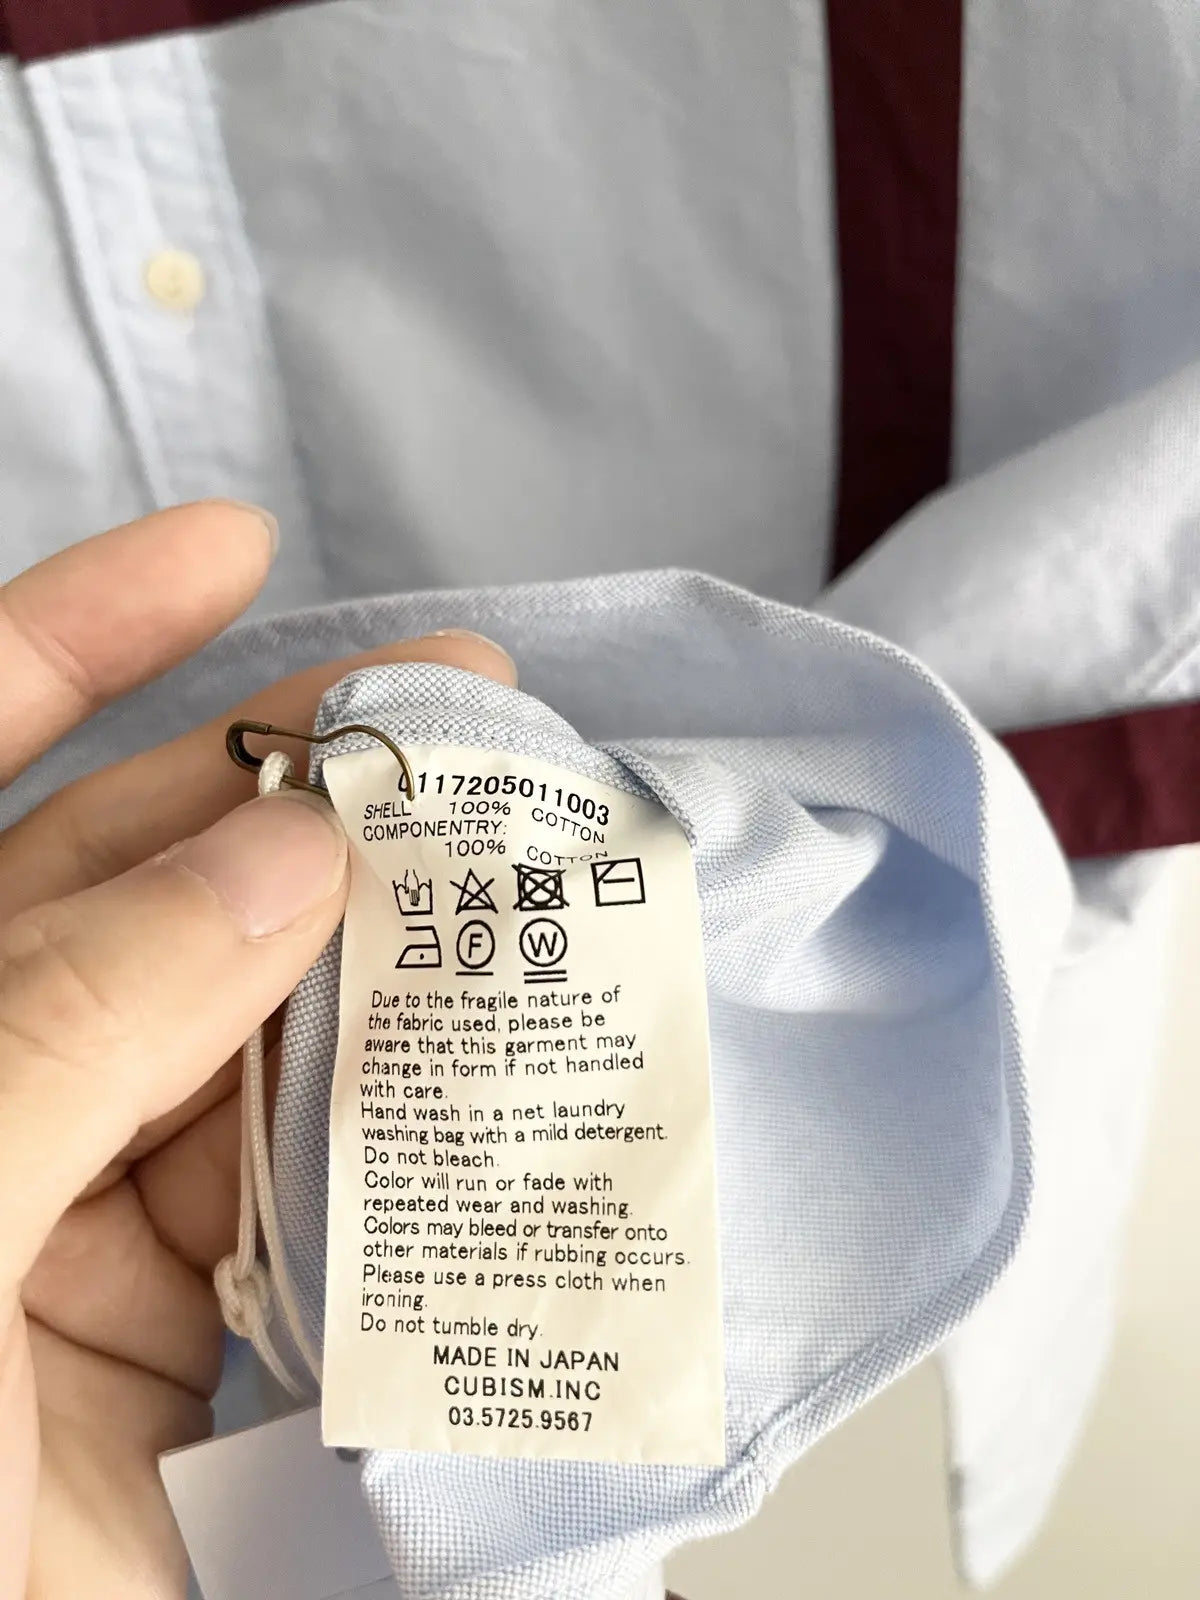 0117205011003
SHELL 100% COTTON
COMPONENTRY:
100% COTTON
F W
Due to the fragile nature of
the fabric used, please be
aware that this garment may
change in form if not handled
with care.
Hand wash in a net laundry
washing bag with a mild detergent.
Do not bleach.
Color will run or fade with
repeated wear and washing.
Colors may bleed or transfer onto
other materials if rubbing occurs.
Please use a press cloth when
ironing.
Do not tumble dry.
MADE IN JAPAN
CUBISM.INC
03.5725.9567